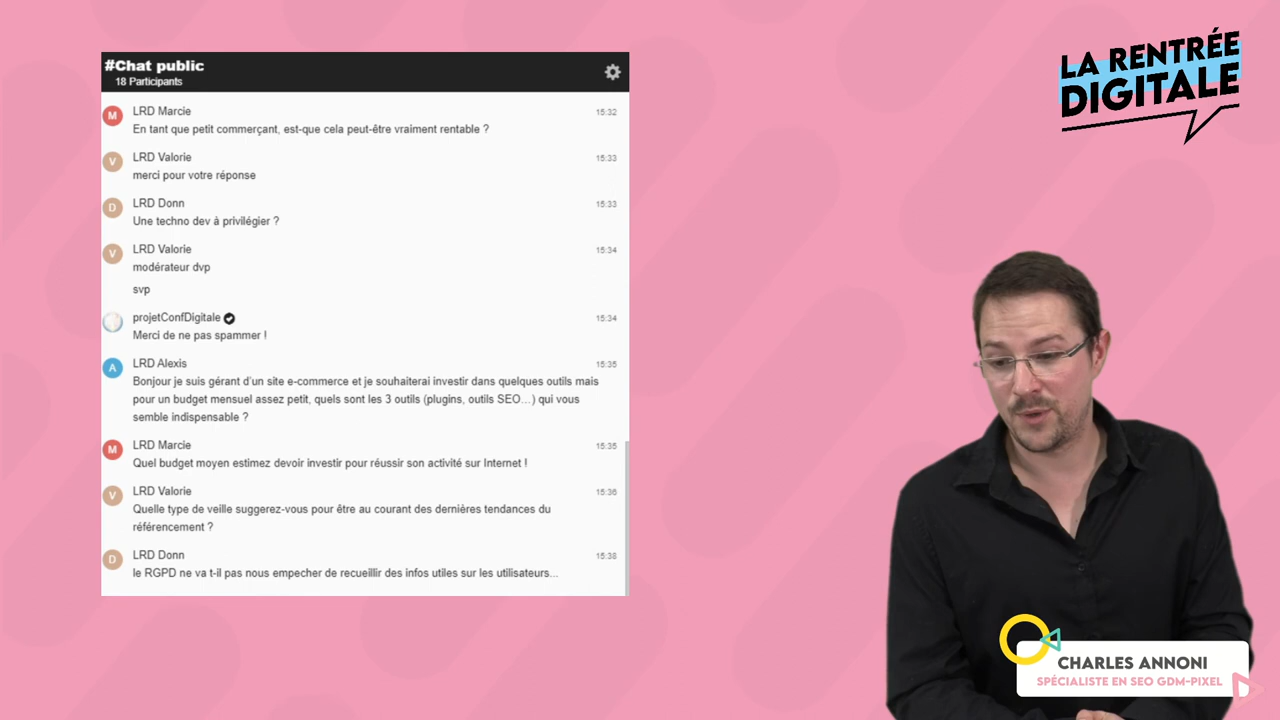 #Chat public
18 Participants
LRD Marcie 15:32
En tant que petit commerçant, est-que cela peut-être vraiment rentable ?
LRD Valorie 15:33
merci pour votre réponse
LRD Donn 15:33
Une techno dev à privilégier ?
LRD Valorie 15:34
modérateur dvp
svp
projetConfDigitale 15:34
Merci de ne pas spammer !
LRD Alexis 15:35
Bonjour je suis gérant d'un site e-commerce et je souhaiterai investir dans quelques outils mais
pour un budget mensuel assez petit, quels sont les 3 outils (plugins, outils SEO...) qui vous
semble indispensable ?
LRD Marcie 15:35
Quel budget moyen estimez devoir investir pour réussir son activité sur Internet !
LRD Valorie 15:36
Quelle type de veille suggerez-vous pour être au courant des dernières tendances du
référencement ?
LRD Donn 15:38
le RGPD ne va t-il pas nous empecher de recueillir des infos utiles sur les utilisateurs...
M
V
D
V
A
M
V
D
LA RENTRÉE
DIGITALE
CHARLES ANNONI
SPÉCIALISTE EN SEO GDM-PIXEL